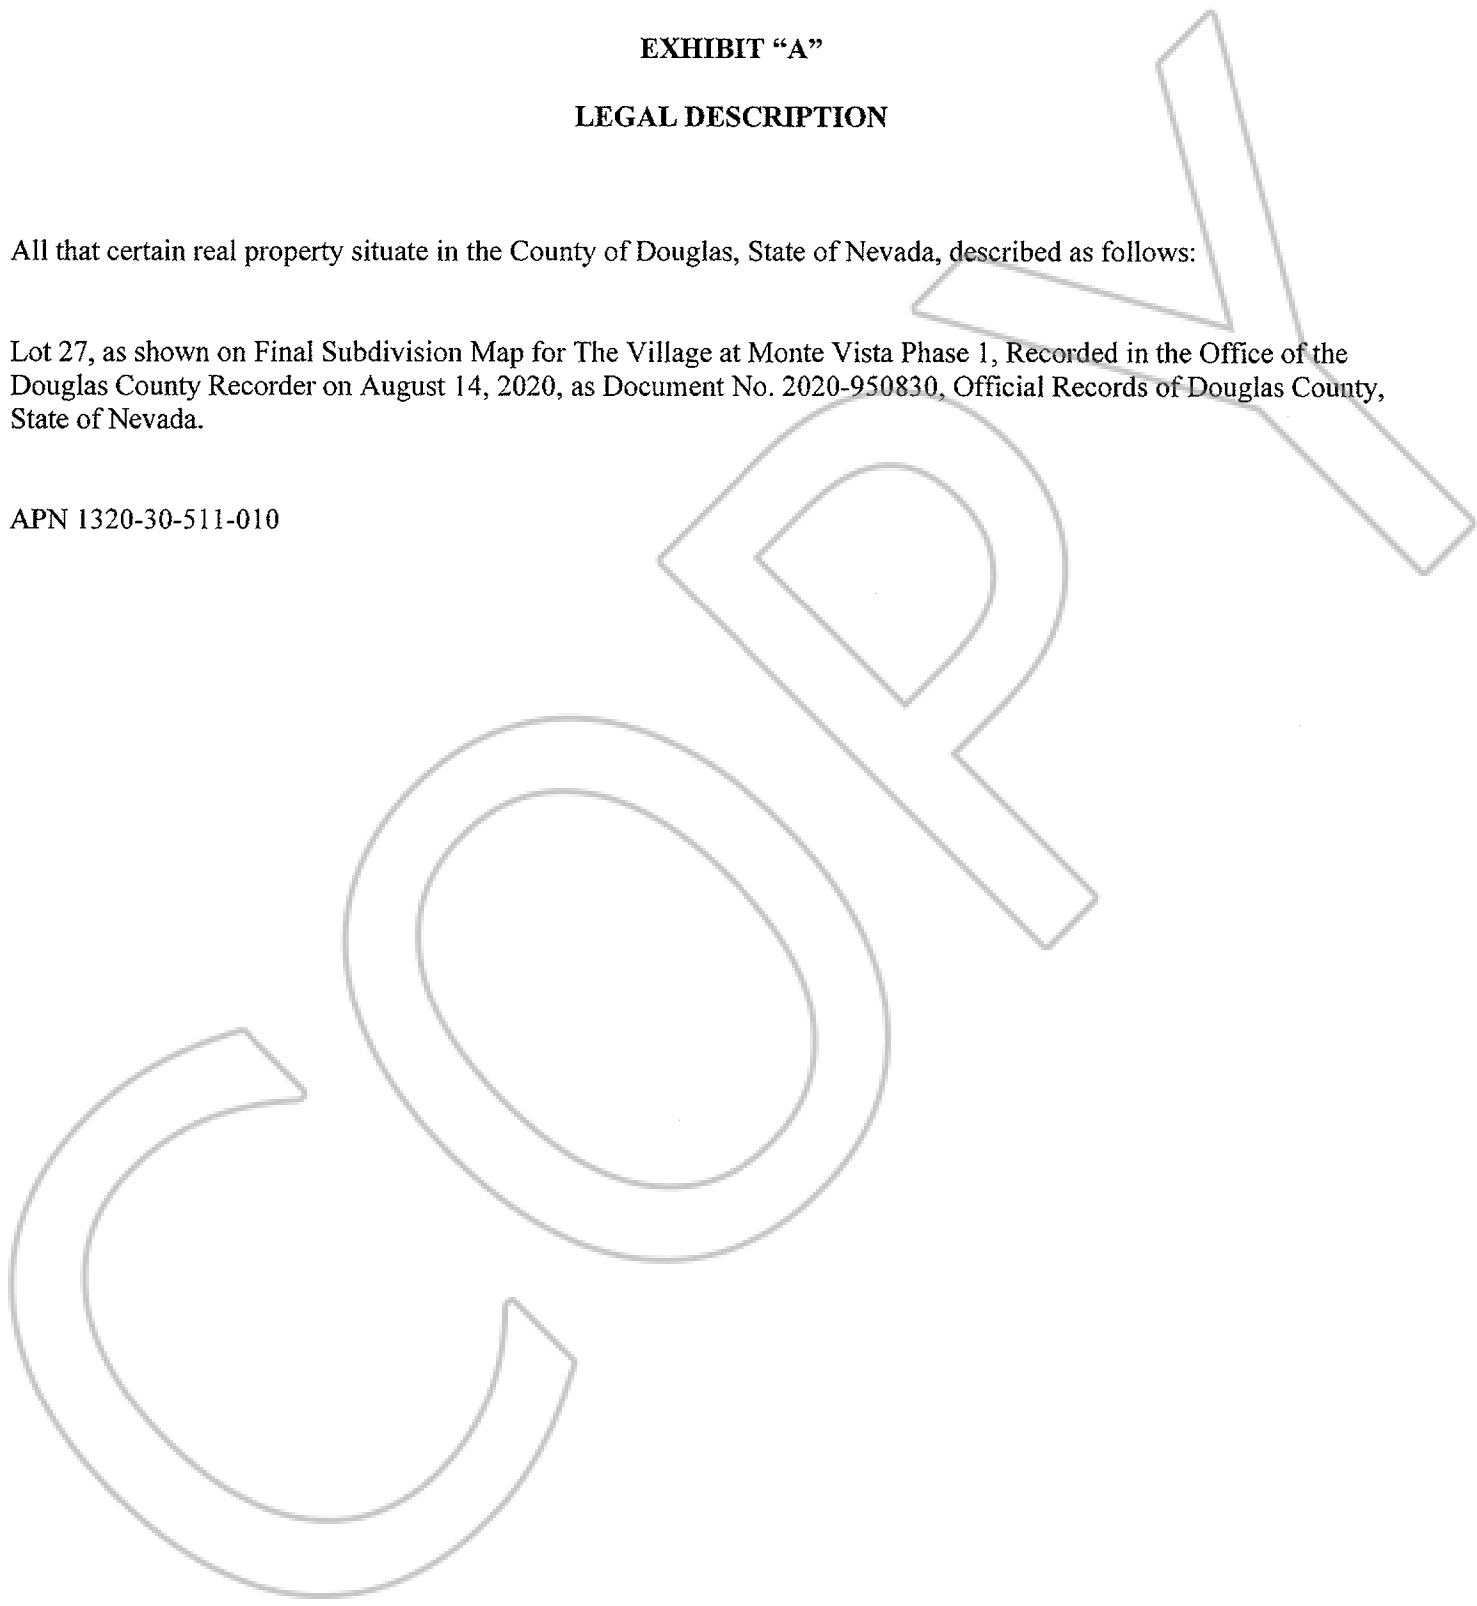 EXHIBIT “A”
LEGAL DESCRIPTION
All that certain real property situate in the County of Douglas, State of Nevada, described as follows:
Lot 27, as shown on Final Subdivision Map for The Village at Monte Vista Phase 1, Recorded in the Office of the
Douglas County Recorder on August 14, 2020, as Document No. 2020-950830, Official Records of Douglas County,
State of Nevada.
APN 1320-30-511-010
COPY